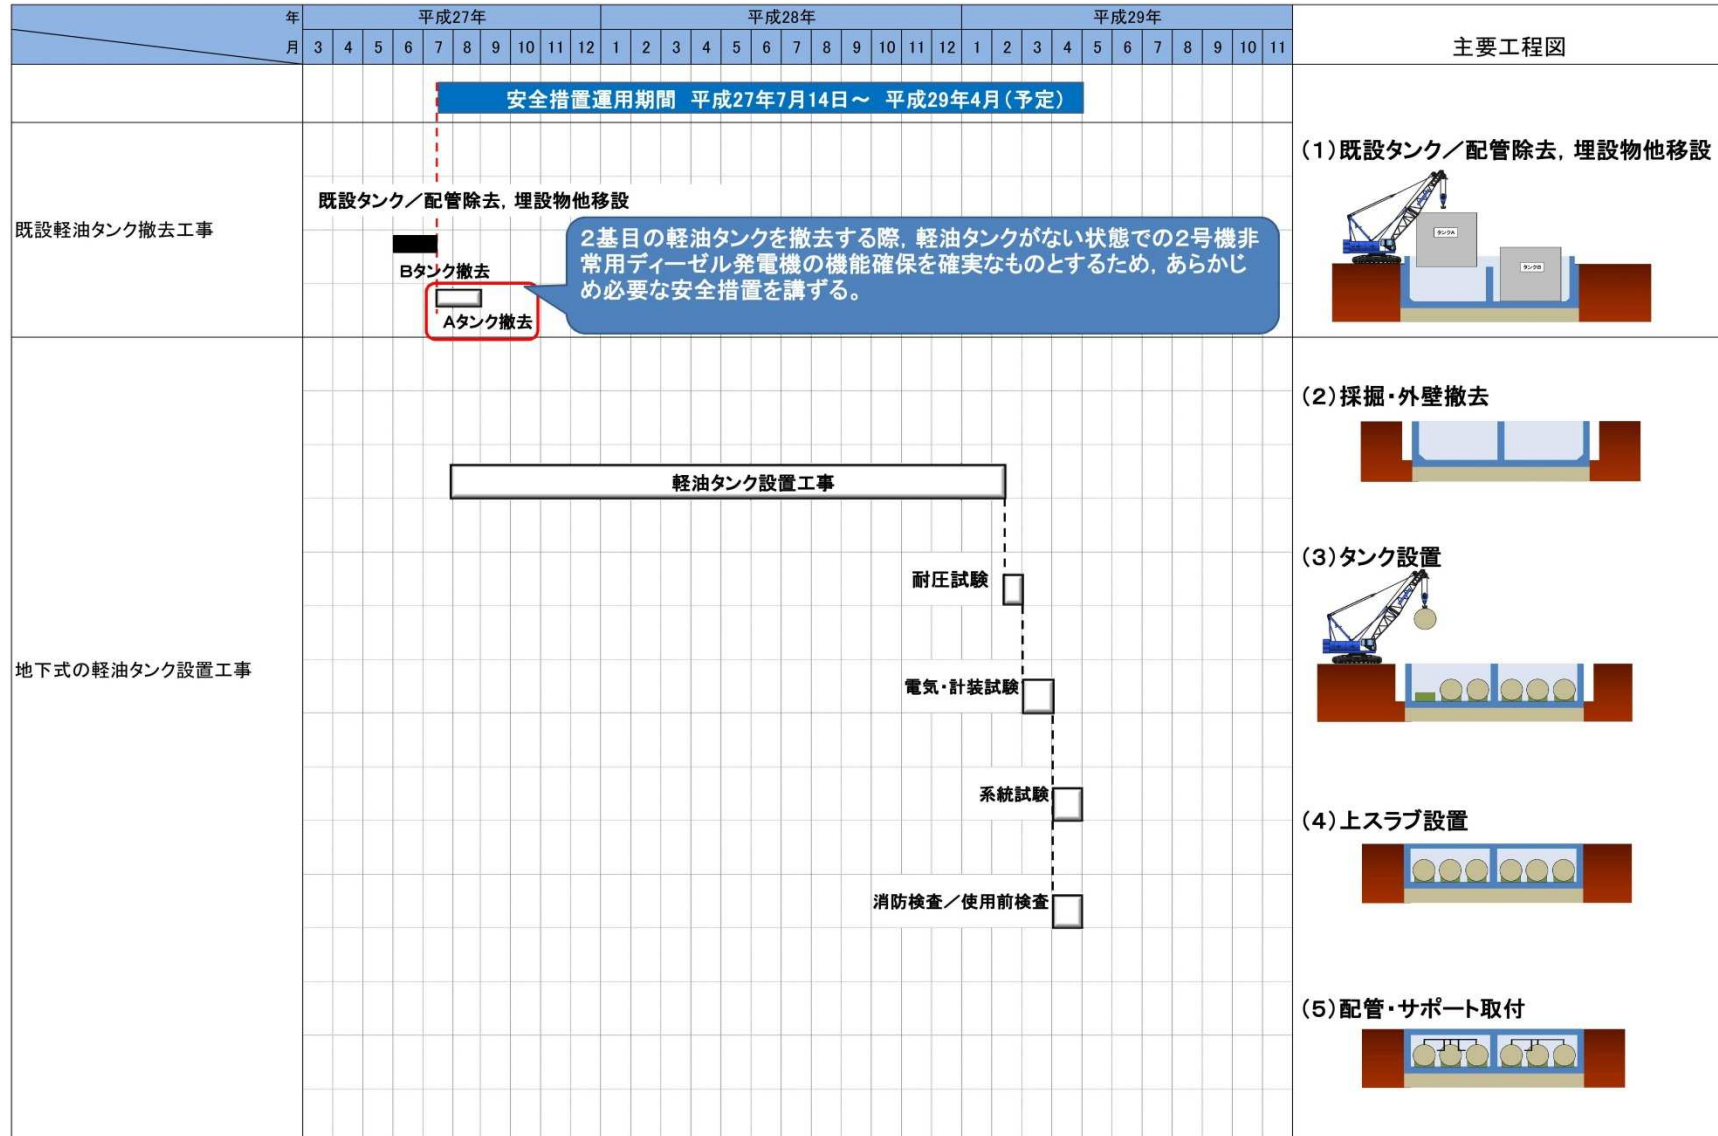 年 平成27年 平成28年 平成29年
月 3 4 5 6 7 8 9 10 11 12 1 2 3 4 5 6 7 8 9 10 11 12 1 2 3 4 5 6 7 8 9 10 11
主要工程図
安全措置運用期間 平成27年7月14日～ 平成29年4月(予定)
既設軽油タンク撤去工事
既設タンク／配管除去, 埋設物他移設
Bタンク撤去
Aタンク撤去
2基目の軽油タンクを撤去する際, 軽油タンクがない状態での2号機非
常用ディーゼル発電機の機能確保を確実なものとするため, あらかじ
め必要な安全措置を講ずる。
(1)既設タンク／配管除去, 埋設物他移設
タンクA
タンクB
地下式の軽油タンク設置工事
軽油タンク設置工事
耐圧試験
電気・計装試験
系統試験
消防検査／使用前検査
(2)採掘・外壁撤去
(3)タンク設置
(4)上スラブ設置
(5)配管・サポート取付